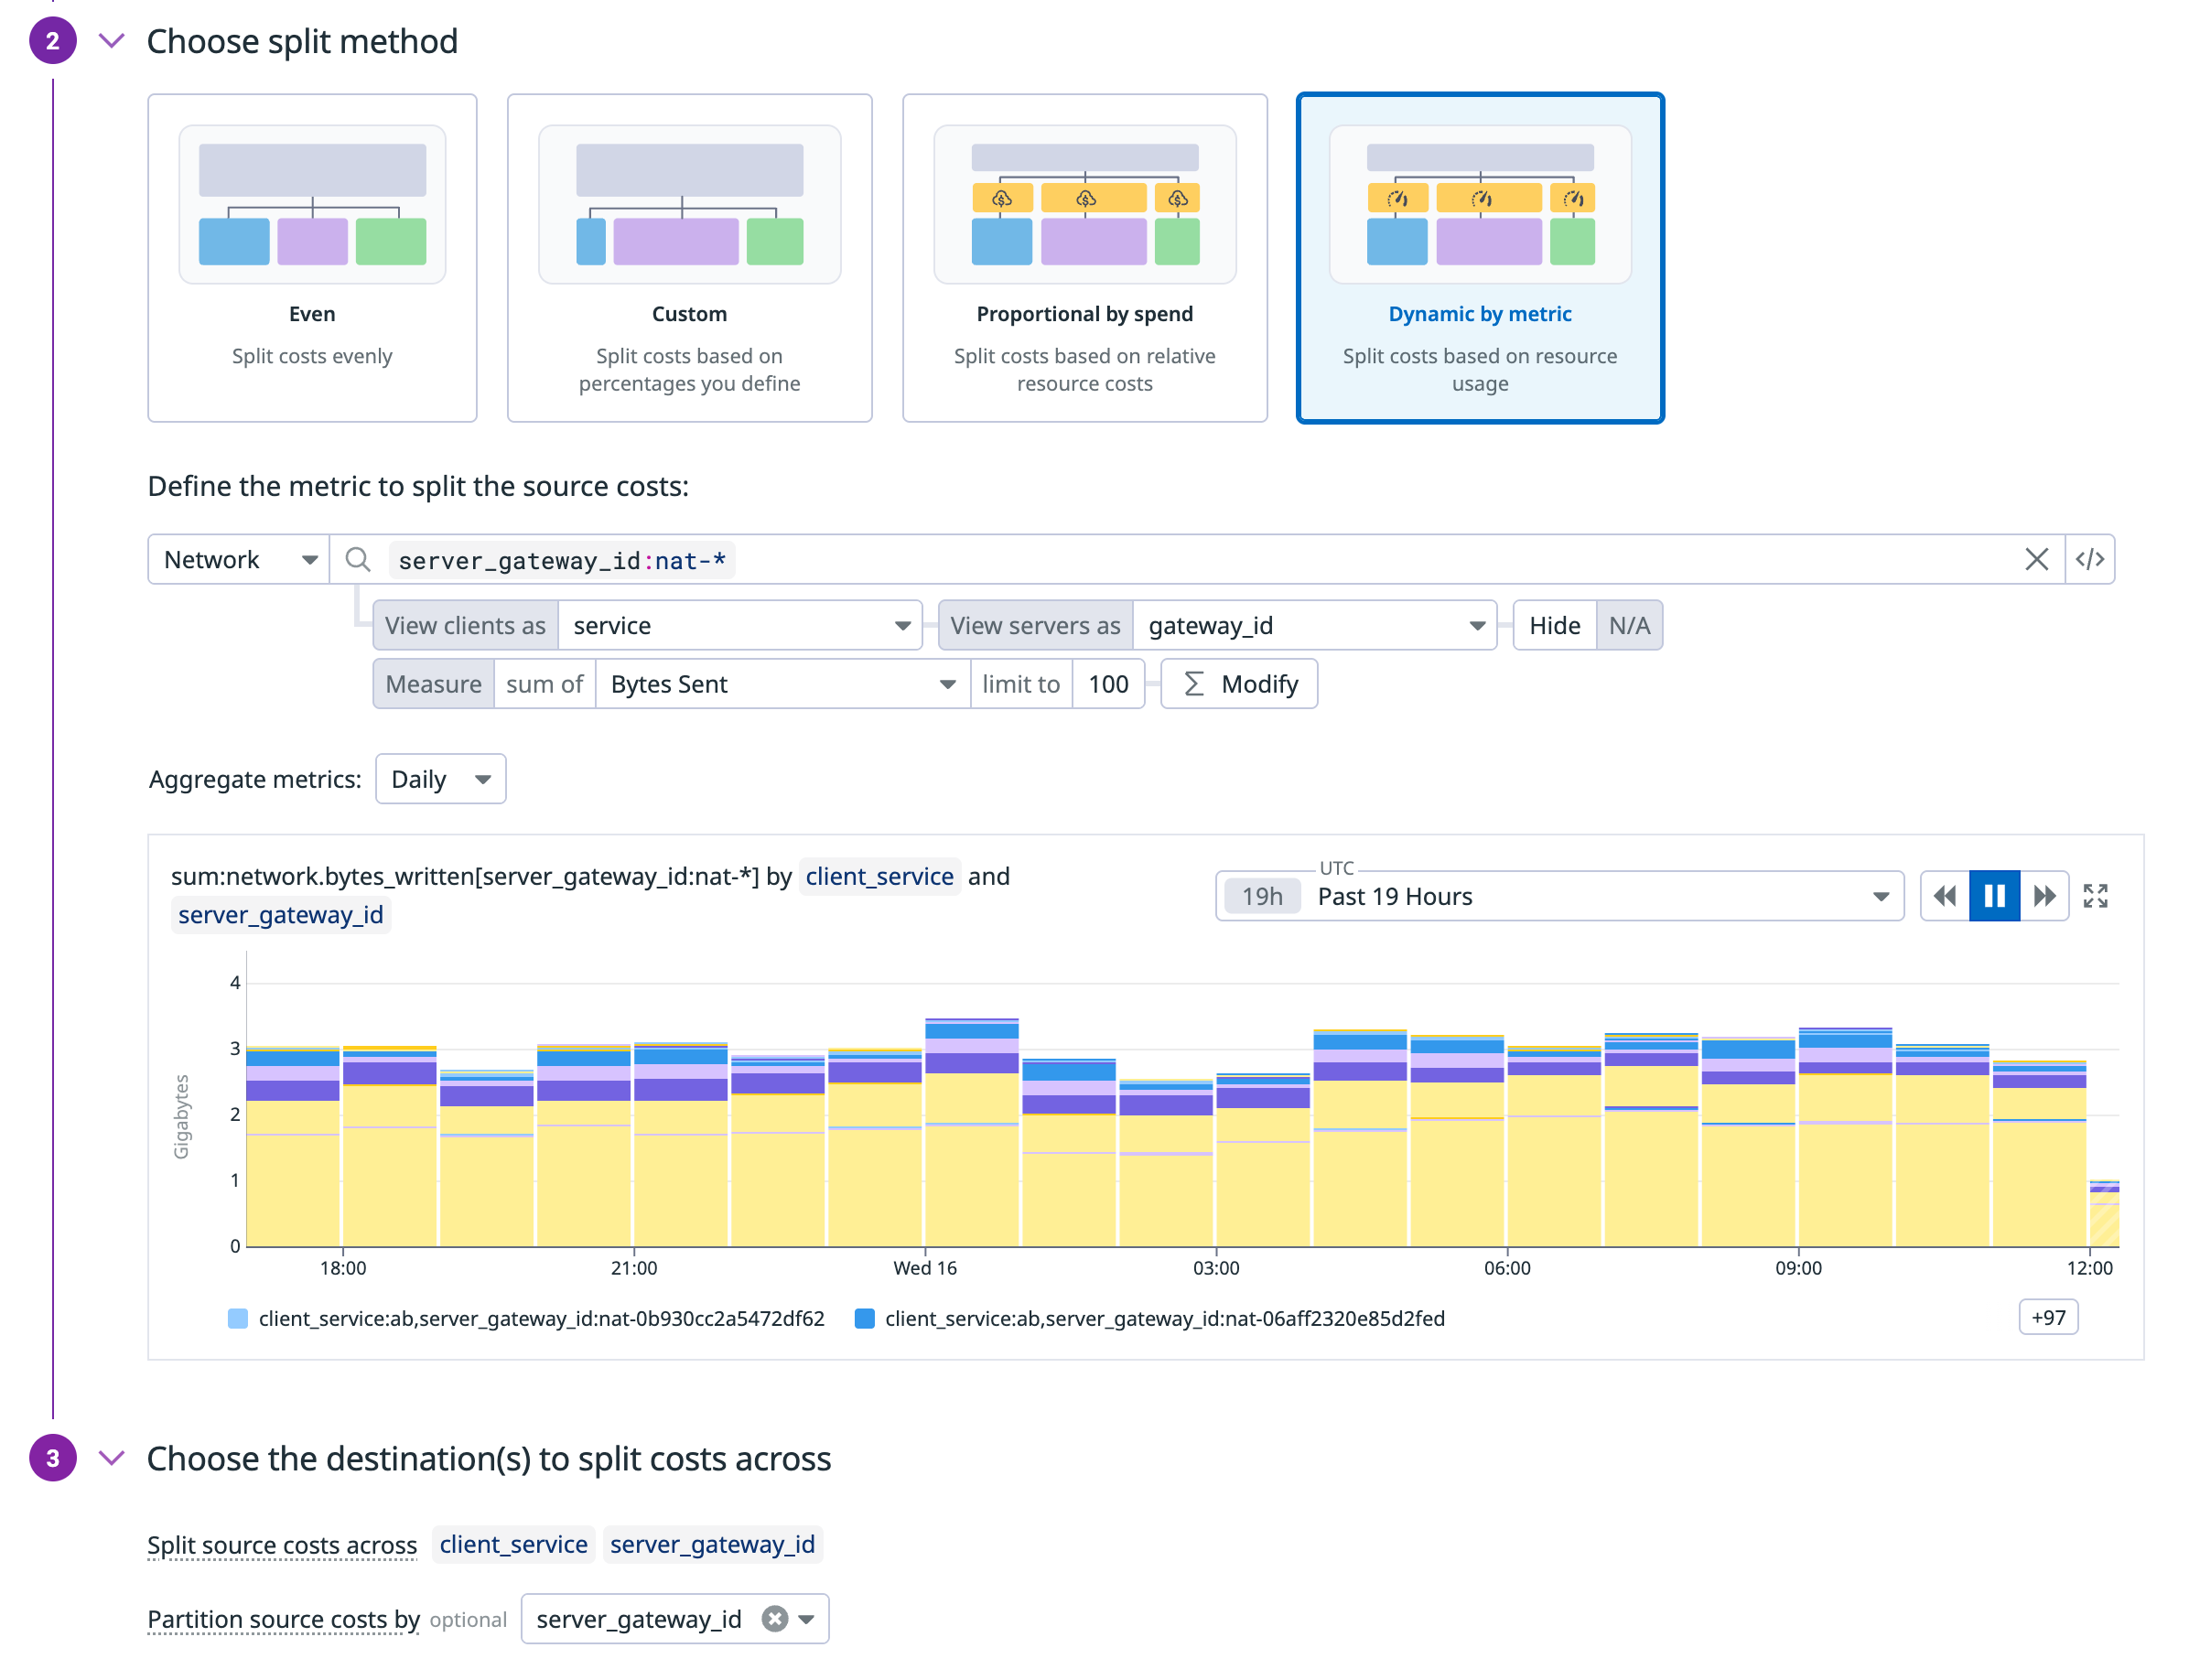 2 Choose split method
Even
Split costs evenly
Custom
Split costs based on
percentages you define
Proportional by spend
Split costs based on relative
resource costs
Dynamic by metric
Split costs based on resource
usage
Define the metric to split the source costs:
Network server_gateway_id:nat-* </>
View clients as service View servers as gateway_id Hide N/A
Measure sum of Bytes Sent limit to 100 Σ Modify
Aggregate metrics: Daily
sum:network.bytes_written[server_gateway_id:nat-*] by client_service and
server_gateway_id
UTC
19h Past 19 Hours
Gigabytes
4
3
2
1
0
18:00 21:00 Wed 16 03:00 06:00 09:00 12:00
client_service:ab,server_gateway_id:nat-0b930cc2a5472df62 client_service:ab,server_gateway_id:nat-06aff2320e85d2fed +97
3 Choose the destination(s) to split costs across
Split source costs across client_service server_gateway_id
Partition source costs by optional server_gateway_id